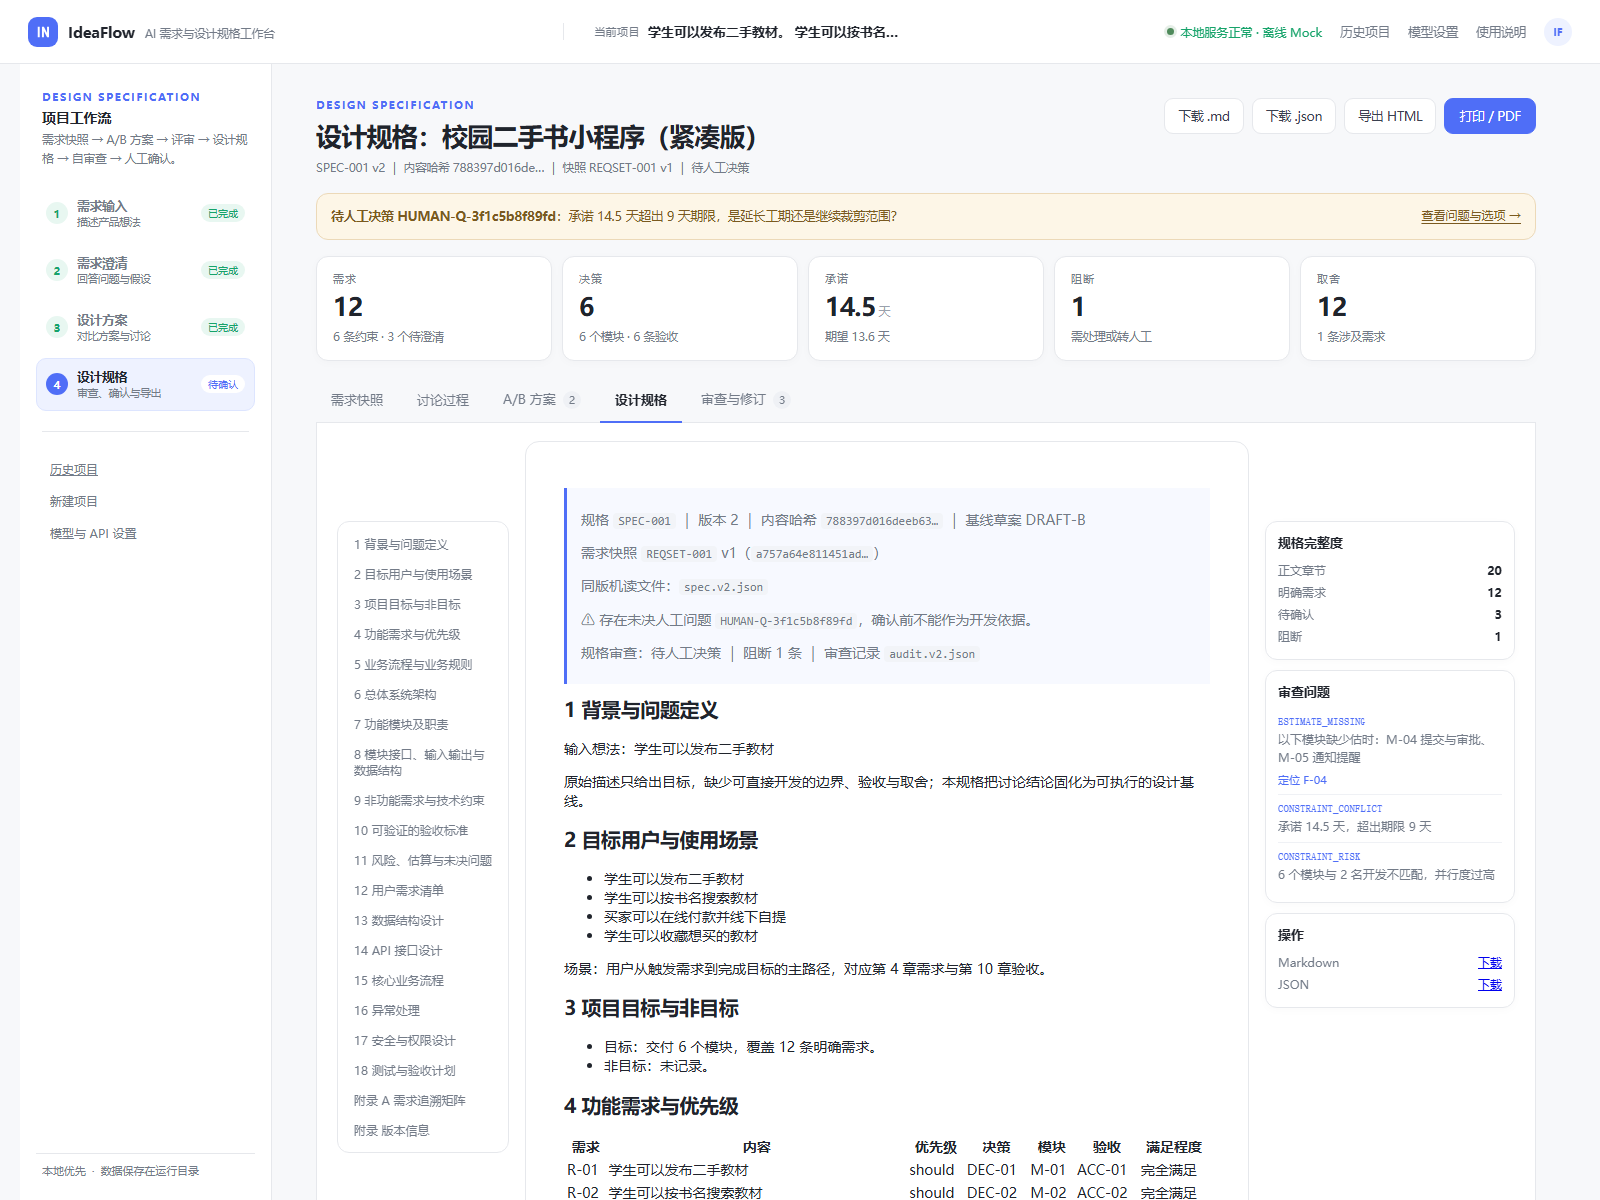 IN IdeaFlow AI 需求与设计规格工作台
当前项目 学生可以发布二手教材。 学生可以按书名...
本地服务正常 · 离线 Mock 历史项目 模型设置 使用说明 IF
DESIGN SPECIFICATION
项目工作流
需求快照 → A/B 方案 → 评审 → 设计规
格 → 自审查 → 人工确认。
1 需求输入 已完成
描述产品想法
2 需求澄清 已完成
回答问题与假设
3 设计方案 已完成
对比方案与讨论
4 设计规格 待确认
审查、确认与导出
历史项目
新建项目
模型与 API 设置
本地优先 · 数据保存在运行目录
DESIGN SPECIFICATION
设计规格：校园二手书小程序（紧凑版）
SPEC-001 v2 | 内容哈希 788397d016de... | 快照 REQSET-001 v1 | 待人工决策
下载 .md 下载 .json 导出 HTML 打印 / PDF
待人工决策 HUMAN-Q-3f1c5b8f89fd：承诺 14.5 天超出 9 天期限，是延长工期还是继续裁剪范围？ 查看问题与选项 →
需求
12
6 条约束 · 3 个待澄清
决策
6
6 个模块 · 6 条验收
承诺
14.5 天
期望 13.6 天
阻断
1
需处理或转人工
取舍
12
1 条涉及需求
需求快照 讨论过程 A/B 方案 2 设计规格 审查与修订 3
1 背景与问题定义
2 目标用户与使用场景
3 项目目标与非目标
4 功能需求与优先级
5 业务流程与业务规则
6 总体系统架构
7 功能模块及职责
8 模块接口、输入输出与
数据结构
9 非功能需求与技术约束
10 可验证的验收标准
11 风险、估算与未决问题
12 用户需求清单
13 数据结构设计
14 API 接口设计
15 核心业务流程
16 异常处理
17 安全与权限设计
18 测试与验收计划
附录 A 需求追溯矩阵
附录 版本信息
规格 SPEC-001 | 版本 2 | 内容哈希 788397d016deeb63… | 基线草案 DRAFT-B
需求快照 REQSET-001 v1（ a757a64e811451ad… ）
同版机读文件： spec.v2.json
⚠ 存在未决人工问题 HUMAN-Q-3f1c5b8f89fd ，确认前不能作为开发依据。
规格审查：待人工决策 | 阻断 1 条 | 审查记录 audit.v2.json
1 背景与问题定义
输入想法：学生可以发布二手教材
原始描述只给出目标，缺少可直接开发的边界、验收与取舍；本规格把讨论结论固化为可执行的设计基
线。
2 目标用户与使用场景
• 学生可以发布二手教材
• 学生可以按书名搜索教材
• 买家可以在线付款并线下自提
• 学生可以收藏想买的教材
场景：用户从触发需求到完成目标的主路径，对应第 4 章需求与第 10 章验收。
3 项目目标与非目标
• 目标：交付 6 个模块，覆盖 12 条明确需求。
• 非目标：未记录。
4 功能需求与优先级
需求 内容 优先级 决策 模块 验收 满足程度
R-01 学生可以发布二手教材 should DEC-01 M-01 ACC-01 完全满足
R-02 学生可以按书名搜索教材 should DEC-02 M-02 ACC-02 完全满足
规格完整度
正文章节 20
明确需求 12
待确认 3
阻断 1
审查问题
ESTIMATE_MISSING
以下模块缺少估时：M-04 提交与审批、
M-05 通知提醒
定位 F-04
CONSTRAINT_CONFLICT
承诺 14.5 天，超出期限 9 天
CONSTRAINT_RISK
6 个模块与 2 名开发不匹配，并行度过高
操作
Markdown 下载
JSON 下载